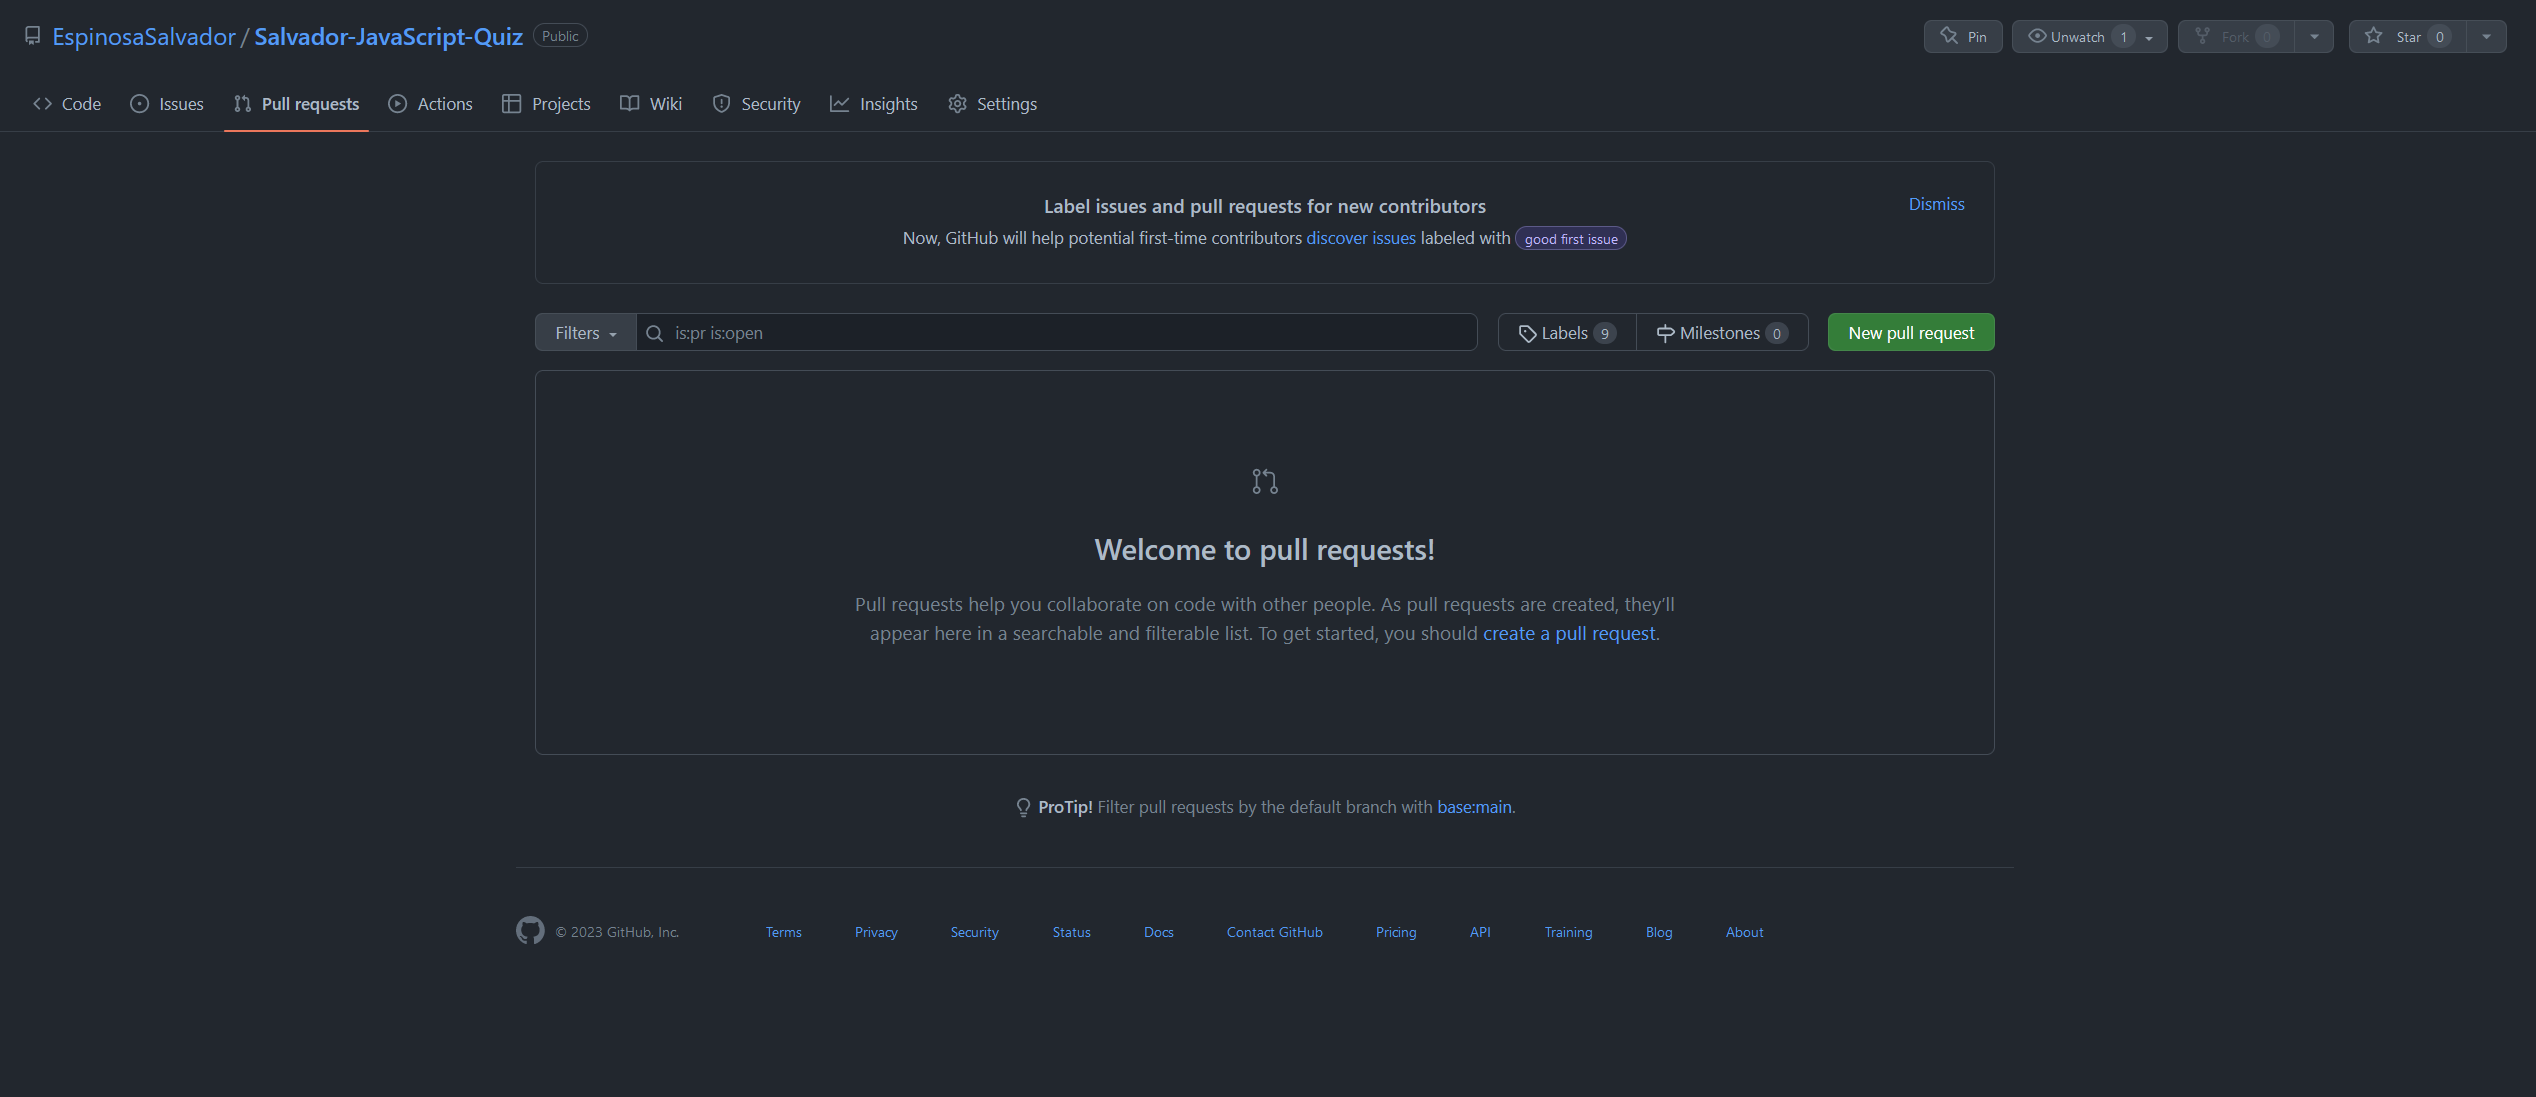 EspinosaSalvador / Salvador-JavaScript-Quiz Public Pin Unwatch 1 Fork 0 Star 0
Code Issues Pull requests Actions Projects Wiki Security Insights Settings
Label issues and pull requests for new contributors
Dismiss
Now, GitHub will help potential first-time contributors discover issues labeled with good first issue
Filters is:pr is:open Labels 9 Milestones 0 New pull request
Welcome to pull requests!
Pull requests help you collaborate on code with other people. As pull requests are created, they’ll
appear here in a searchable and filterable list. To get started, you should create a pull request.
ProTip! Filter pull requests by the default branch with base:main.
© 2023 GitHub, Inc. Terms Privacy Security Status Docs Contact GitHub Pricing API Training Blog About